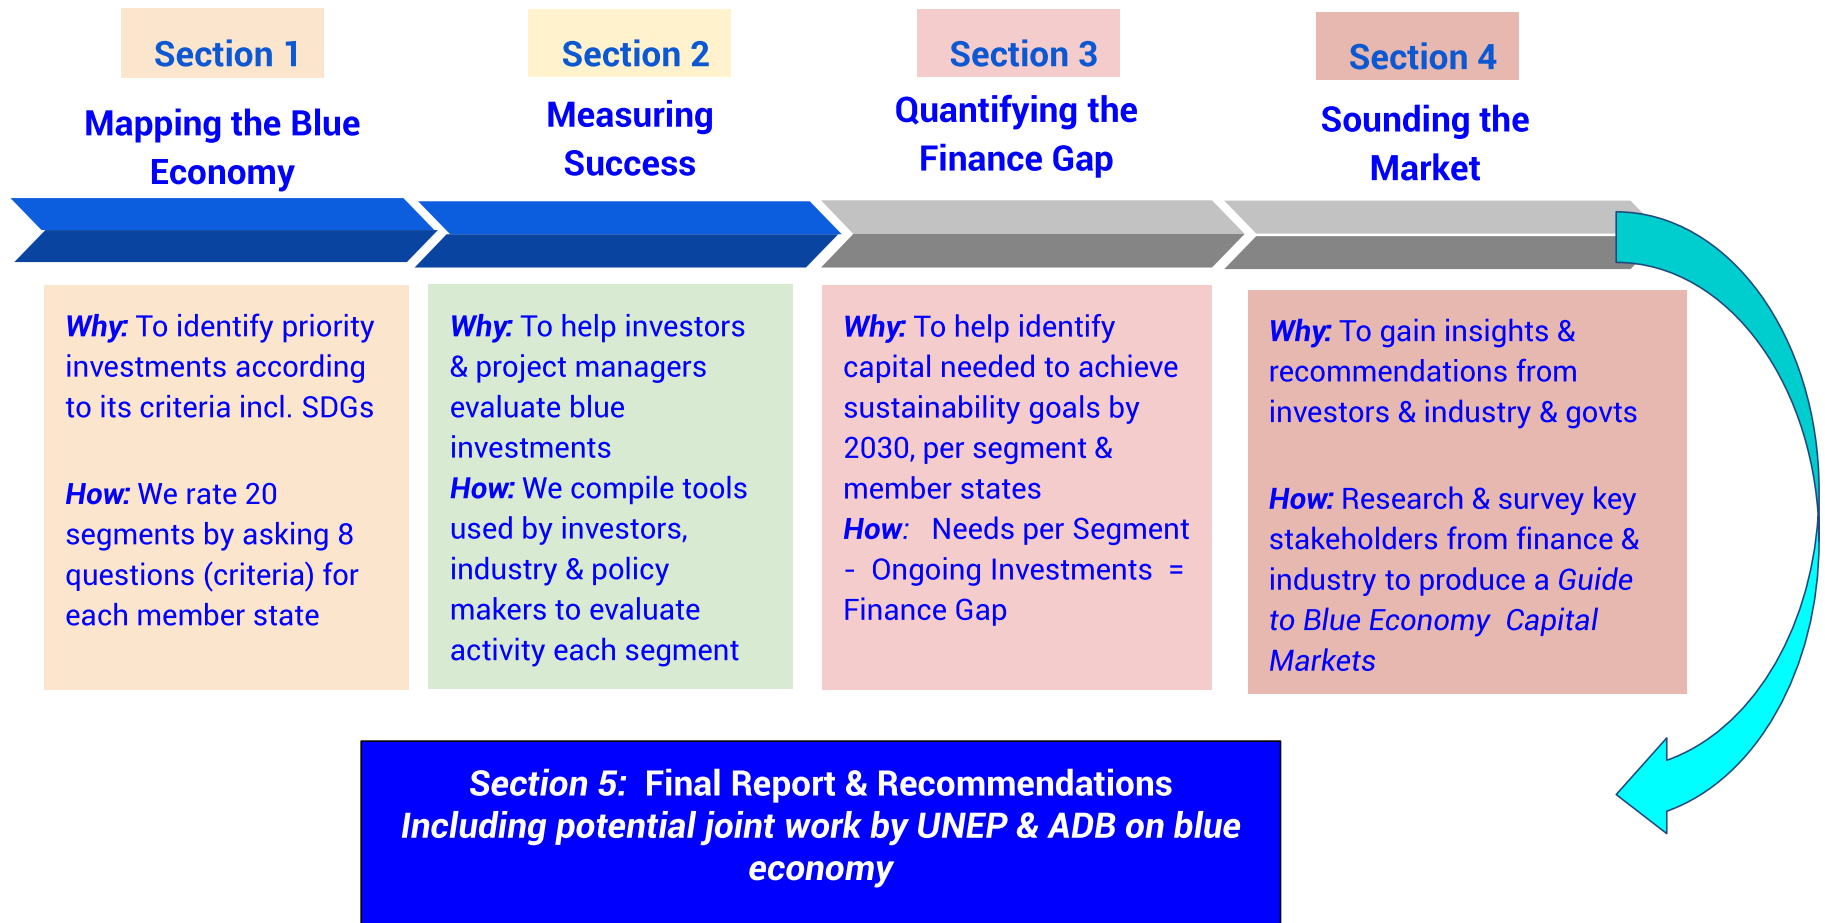 Section 1
Mapping the Blue
Economy
Why: To identify priority
investments according
to its criteria incl. SDGs
How: We rate 20
segments by asking 8
questions (criteria) for
each member state
Section 2
Measuring
Success
Why: To help investors
& project managers
evaluate blue
investments
How: We compile tools
used by investors,
industry & policy
makers to evaluate
activity each segment
Section 3
Quantifying the
Finance Gap
Why: To help identify
capital needed to achieve
sustainability goals by
2030, per segment &
member states
How: Needs per Segment
- Ongoing Investments =
Finance Gap
Section 4
Sounding the
Market
Why: To gain insights &
recommendations from
investors & industry & govts
How: Research & survey key
stakeholders from finance &
industry to produce a Guide
to Blue Economy Capital
Markets
Section 5: Final Report & Recommendations
Including potential joint work by UNEP & ADB on blue
economy